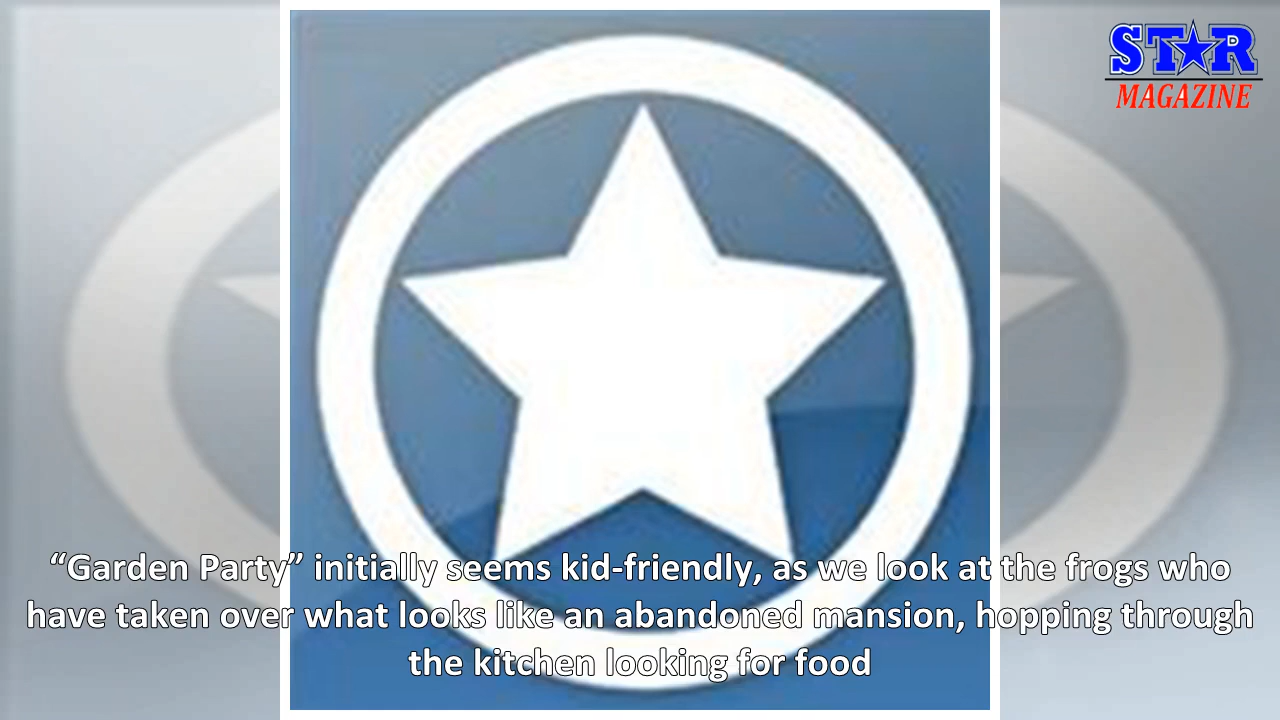 STAR
MAGAZINE
“Garden Party” initially seems kid-friendly, as we look at the frogs who
have taken over what looks like an abandoned mansion, hopping through
the kitchen looking for food